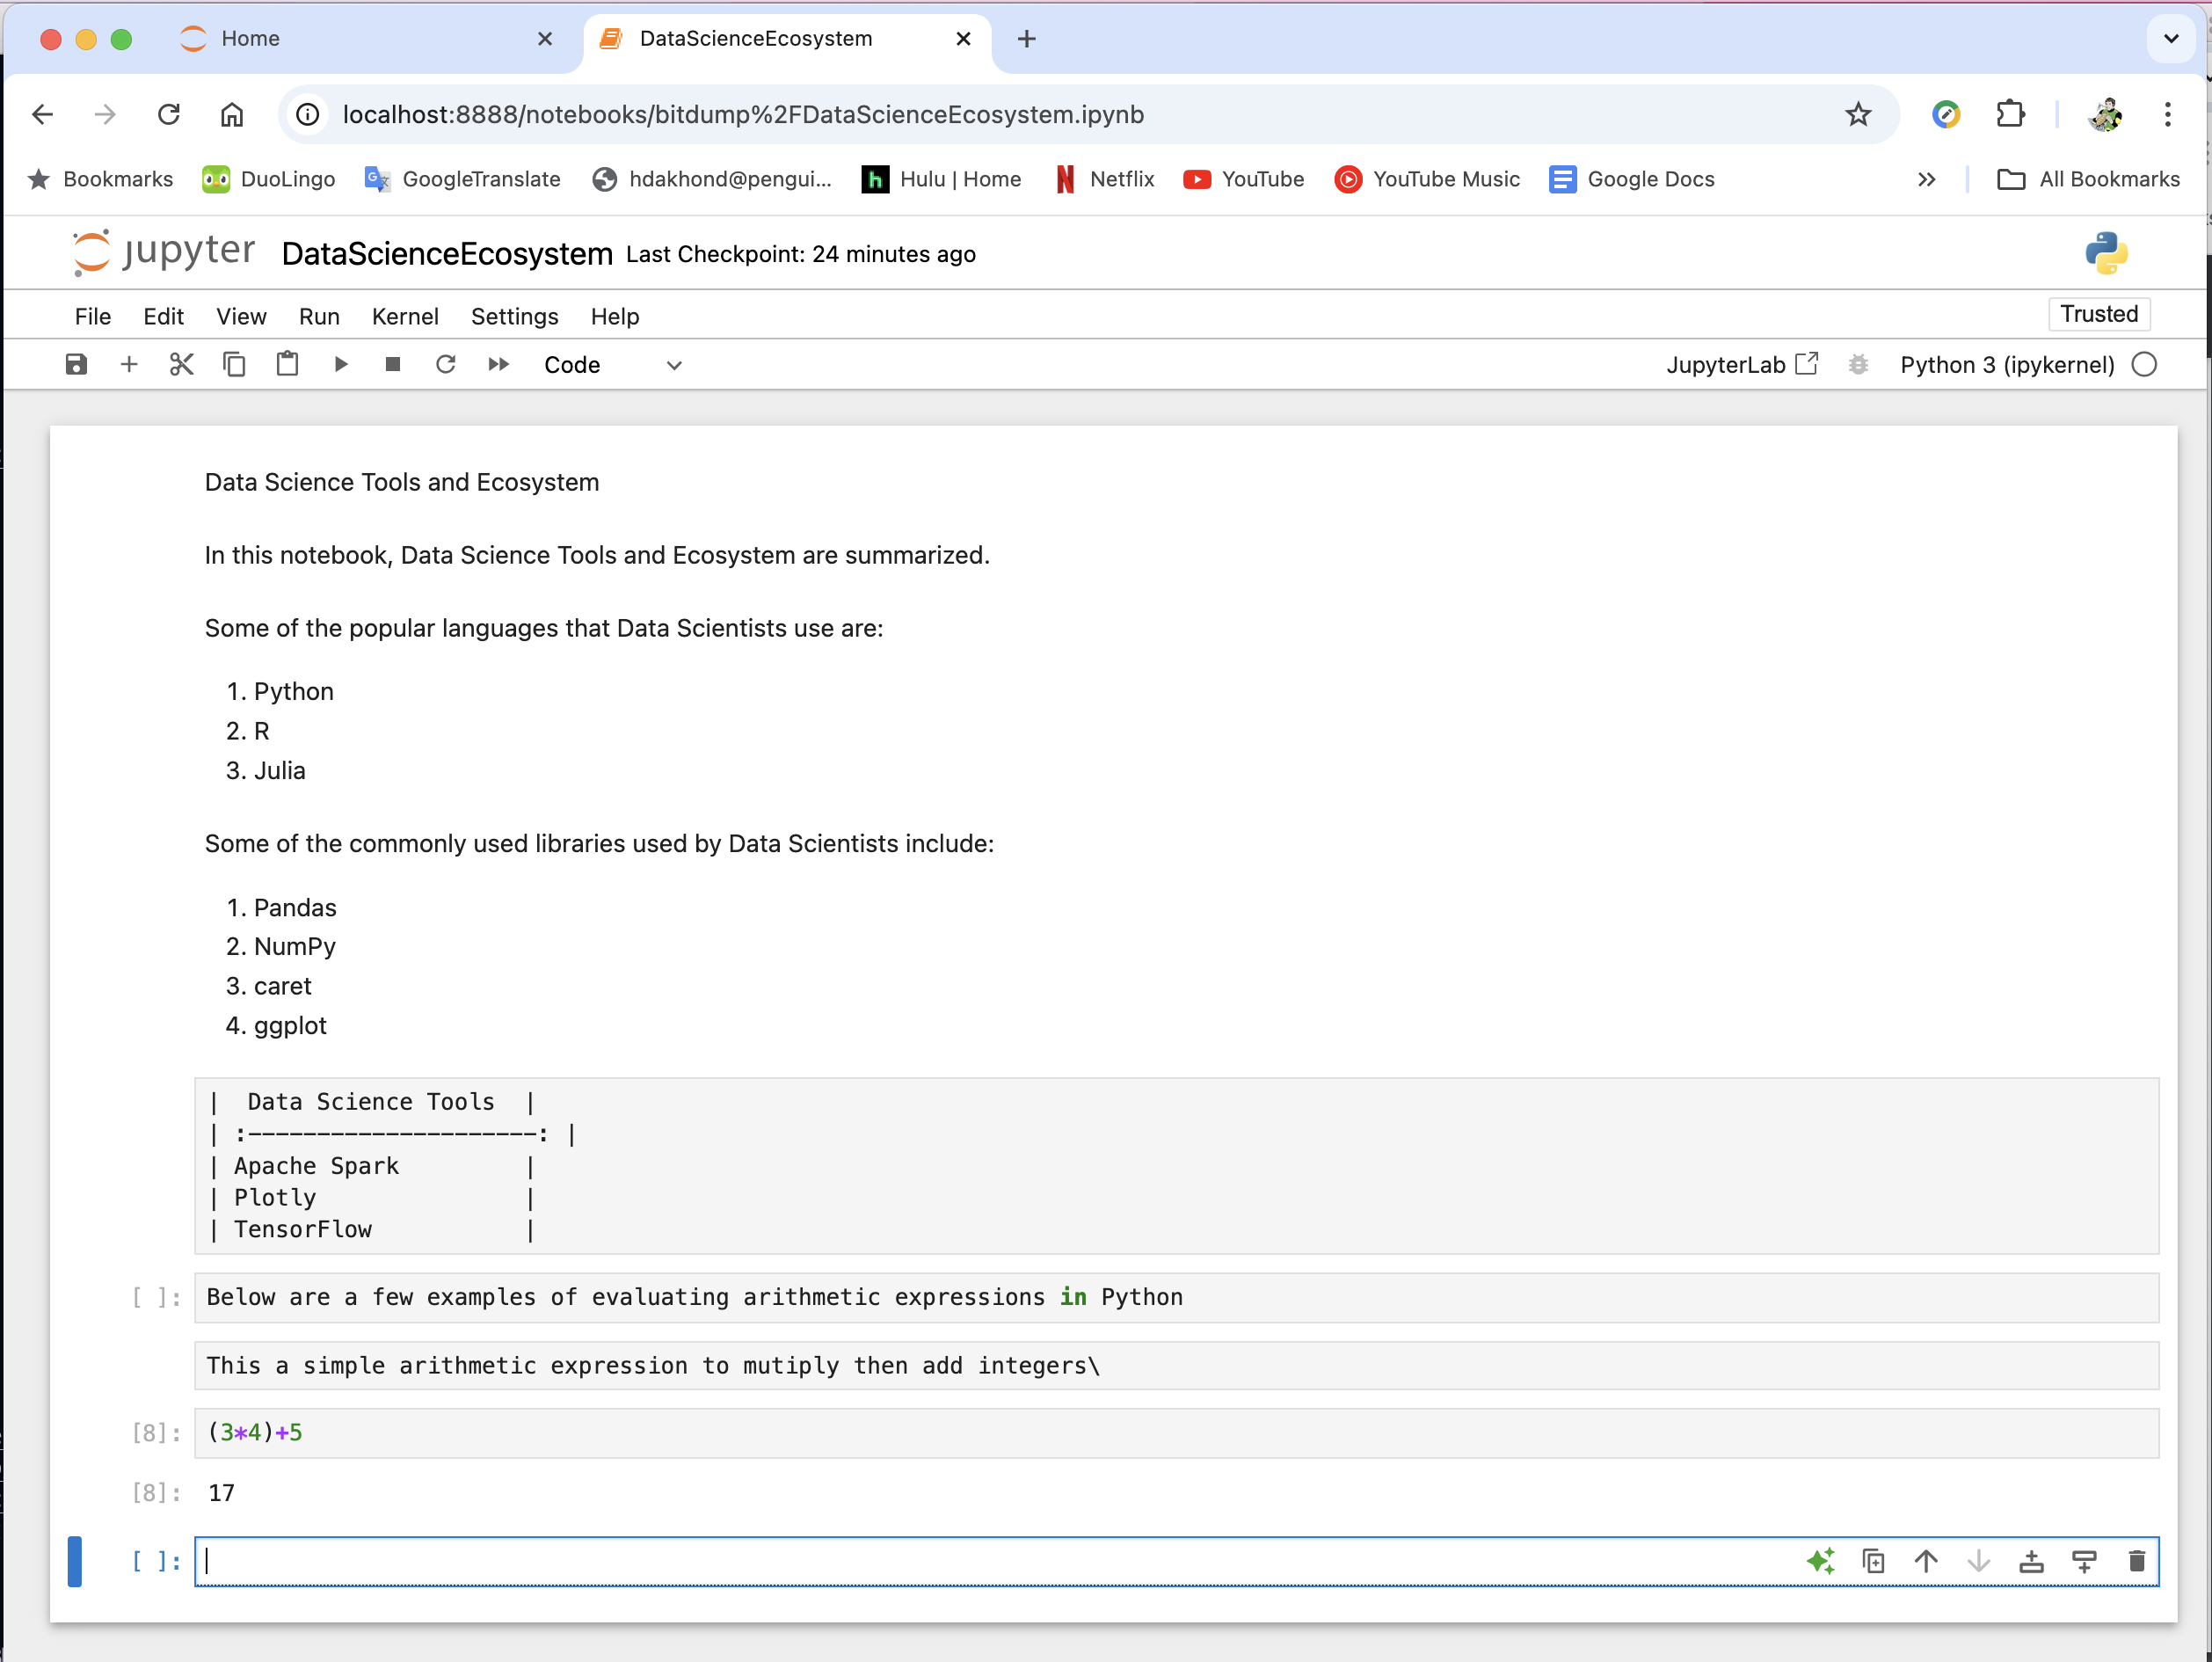 Home
DataScienceEcosystem
localhost:8888/notebooks/bitdump%2FDataScienceEcosystem.ipynb
Bookmarks DuoLingo GoogleTranslate hdakhond@pengui... Hulu | Home Netflix YouTube YouTube Music Google Docs All Bookmarks
jupyter DataScienceEcosystem Last Checkpoint: 24 minutes ago
File Edit View Run Kernel Settings Help Trusted
Code JupyterLab Python 3 (ipykernel)
Data Science Tools and Ecosystem
In this notebook, Data Science Tools and Ecosystem are summarized.
Some of the popular languages that Data Scientists use are:
1. Python
2. R
3. Julia
Some of the commonly used libraries used by Data Scientists include:
1. Pandas
2. NumPy
3. caret
4. ggplot
|  Data Science Tools  |
| :---------------------: |
| Apache Spark         |
| Plotly               |
| TensorFlow           |
[ ]: Below are a few examples of evaluating arithmetic expressions in Python
This a simple arithmetic expression to mutiply then add integers\
[8]: (3*4)+5
[8]: 17
[ ]: